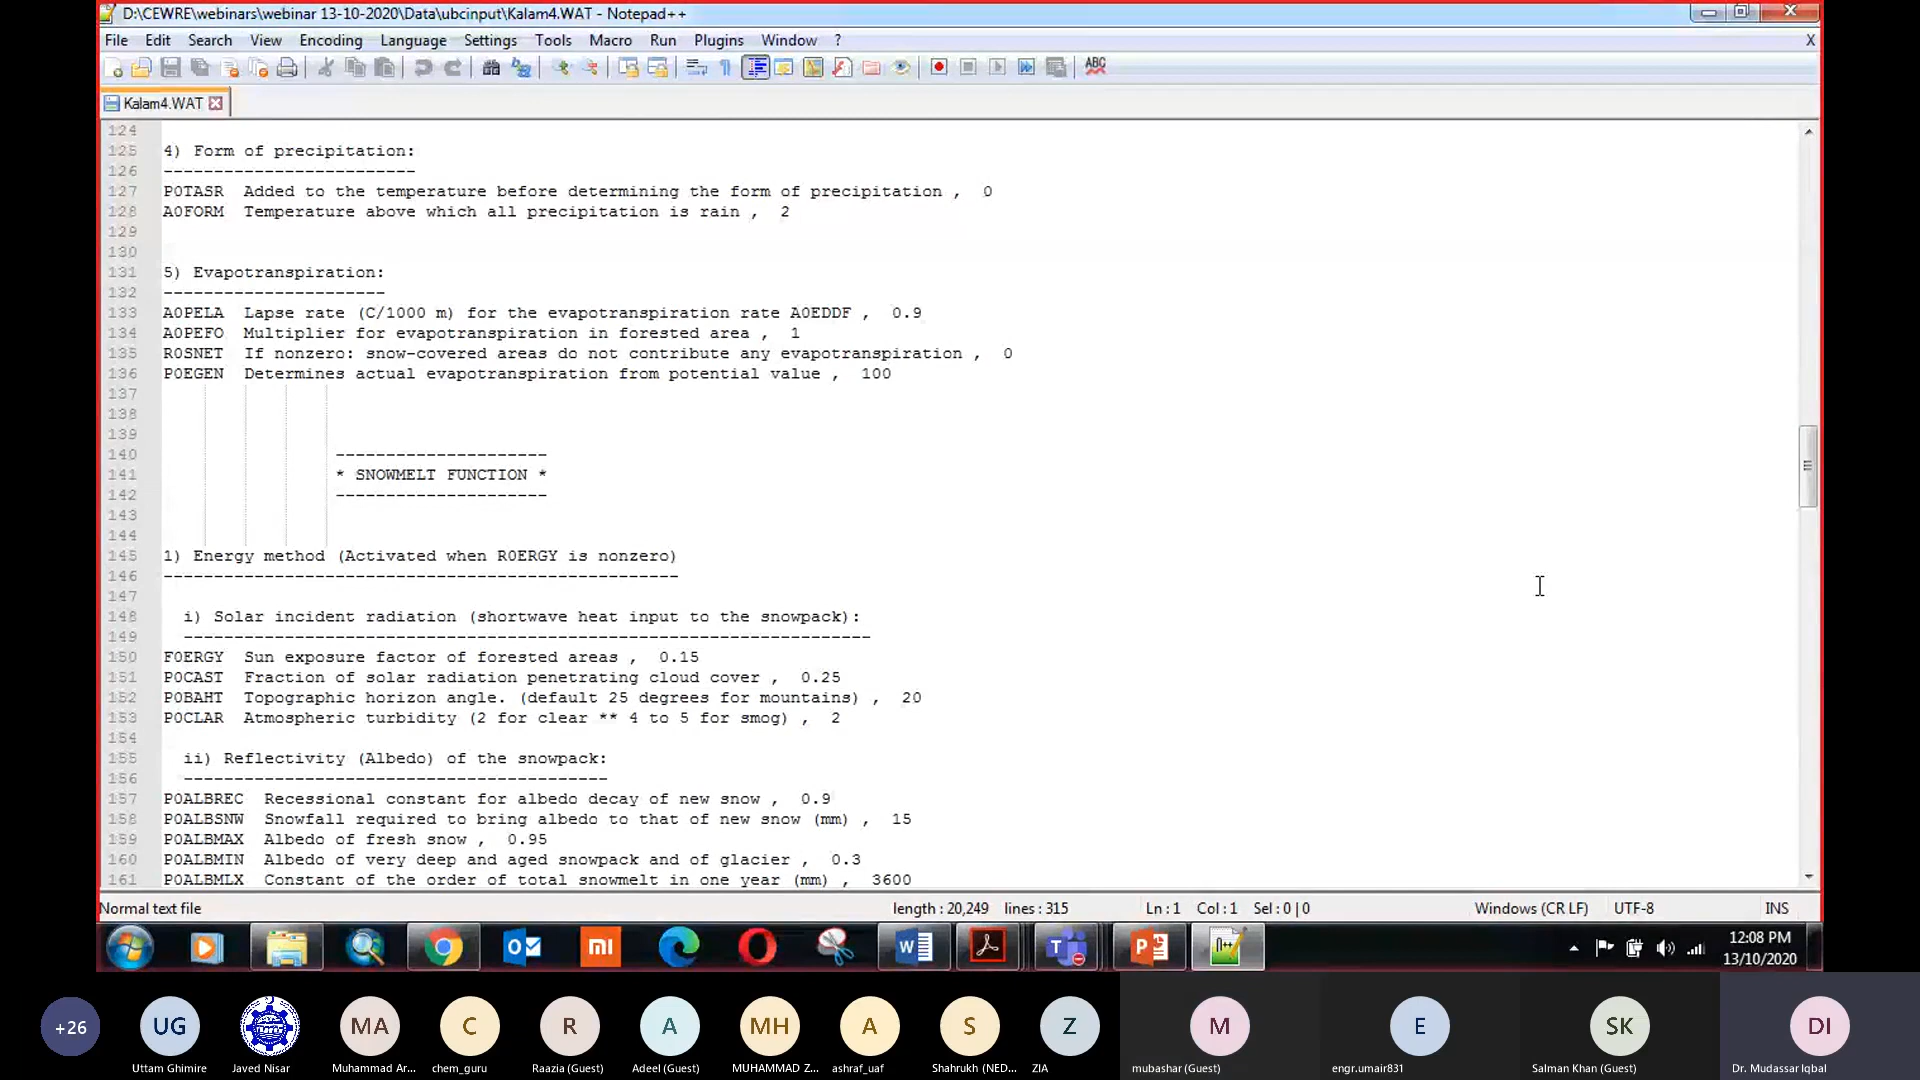 D:\CEWRE\webinars\webinar 13-10-2020\Data\ubcinput\Kalam4.WAT - Notepad++
File Edit Search View Encoding Language Settings Tools Macro Run Plugins Window ? X
ABC
Kalam4.WAT
124
125 4) Form of precipitation:
126 -------------------------
127 P0TASR Added to the temperature before determining the form of precipitation , 0
128 A0FORM Temperature above which all precipitation is rain , 2
129
130
131 5) Evapotranspiration:
132 ----------------------
133 A0PELA Lapse rate (C/1000 m) for the evapotranspiration rate A0EDDF , 0.9
134 A0PEFO Multiplier for evapotranspiration in forested area , 1
135 R0SNET If nonzero: snow-covered areas do not contribute any evapotranspiration , 0
136 P0EGEN Determines actual evapotranspiration from potential value , 100
137
138
139
140 ---------------------
141 * SNOWMELT FUNCTION *
142 ---------------------
143
144
145 1) Energy method (Activated when R0ERGY is nonzero)
146 ---------------------------------------------------
147
148 i) Solar incident radiation (shortwave heat input to the snowpack):
149 --------------------------------------------------------------------
150 F0ERGY Sun exposure factor of forested areas , 0.15
151 P0CAST Fraction of solar radiation penetrating cloud cover , 0.25
152 P0BAHT Topographic horizon angle. (default 25 degrees for mountains) , 20
153 P0CLAR Atmospheric turbidity (2 for clear ** 4 to 5 for smog) , 2
154
155 ii) Reflectivity (Albedo) of the snowpack:
156 ------------------------------------------
157 P0ALBREC Recessional constant for albedo decay of new snow , 0.9
158 P0ALBSNW Snowfall required to bring albedo to that of new snow (mm) , 15
159 P0ALBMAX Albedo of fresh snow , 0.95
160 P0ALBMIN Albedo of very deep and aged snowpack and of glacier , 0.3
161 P0ALBMLX Constant of the order of total snowmelt in one year (mm) , 3600
Normal text file length : 20,249 lines : 315 Ln : 1 Col : 1 Sel : 0 | 0 Windows (CR LF) UTF-8 INS
12:08 PM
13/10/2020
+26 UG MA C R A MH A S Z M E SK DI
Uttam Ghimire Javed Nisar Muhammad Ar... chem_guru Raazia (Guest) Adeel (Guest) MUHAMMAD Z... ashraf_uaf Shahrukh (NED... ZIA mubashar (Guest) engr.umair831 Salman Khan (Guest) Dr. Mudassar Iqbal